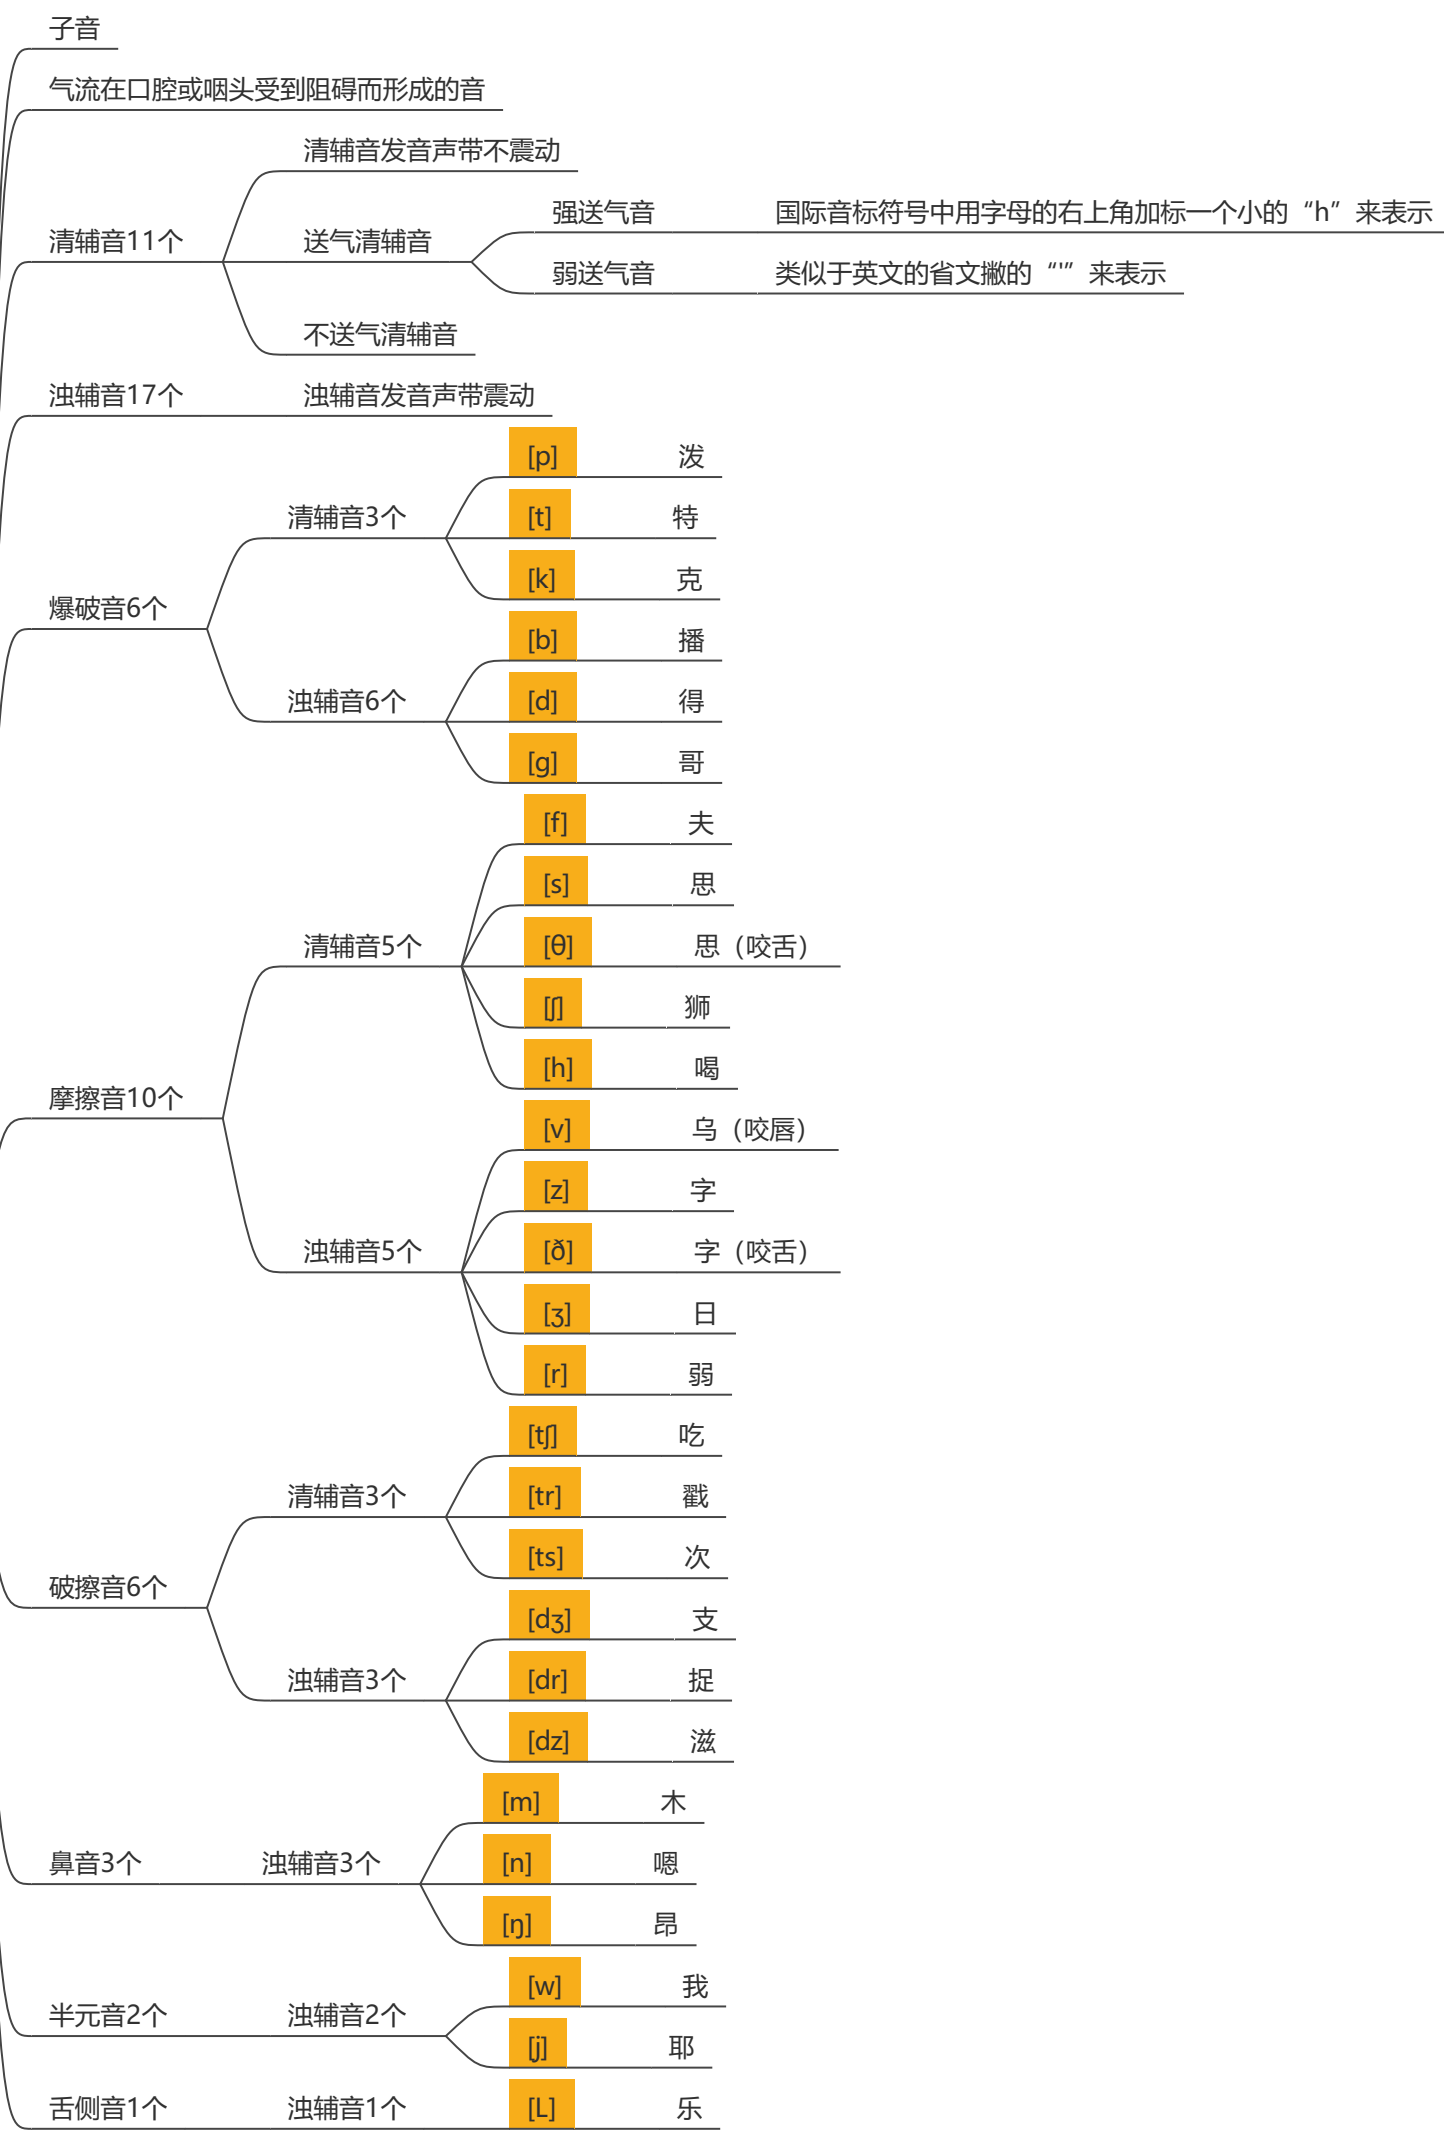 子音
气流在口腔或咽头受到阻碍而形成的音
清辅音11个
清辅音发音声带不震动
送气清辅音
强送气音 国际音标符号中用字母的右上角加标一个小的“h”来表示
弱送气音 类似于英文的省文撇的“'”来表示
不送气清辅音
浊辅音17个 浊辅音发音声带震动
爆破音6个
清辅音3个
[p] 泼
[t] 特
[k] 克
浊辅音6个
[b] 播
[d] 得
[g] 哥
摩擦音10个
清辅音5个
[f] 夫
[s] 思
[θ] 思（咬舌）
[ʃ] 狮
[h] 喝
浊辅音5个
[v] 乌（咬唇）
[z] 字
[ð] 字（咬舌）
[ʒ] 日
[r] 弱
破擦音6个
清辅音3个
[tʃ] 吃
[tr] 戳
[ts] 次
浊辅音3个
[dʒ] 支
[dr] 捉
[dz] 滋
鼻音3个 浊辅音3个
[m] 木
[n] 嗯
[ŋ] 昂
半元音2个 浊辅音2个
[w] 我
[j] 耶
舌侧音1个 浊辅音1个 [L] 乐